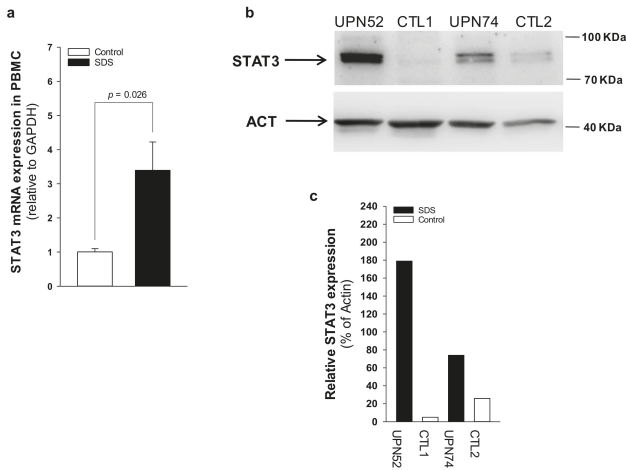 a
Control
SDS
p = 0.026
STAT3 mRNA expression in PBMC
(relative to GAPDH)
7
6
5
4
3
2
1
0
b
UPN52 CTL1 UPN74 CTL2
100 KDa
STAT3
70 KDa
ACT
40 KDa
c
SDS
Control
Relative STAT3 expression
(% of Actin)
240
220
200
180
160
140
120
100
80
60
40
20
0
UPN52
CTL1
UPN74
CTL2